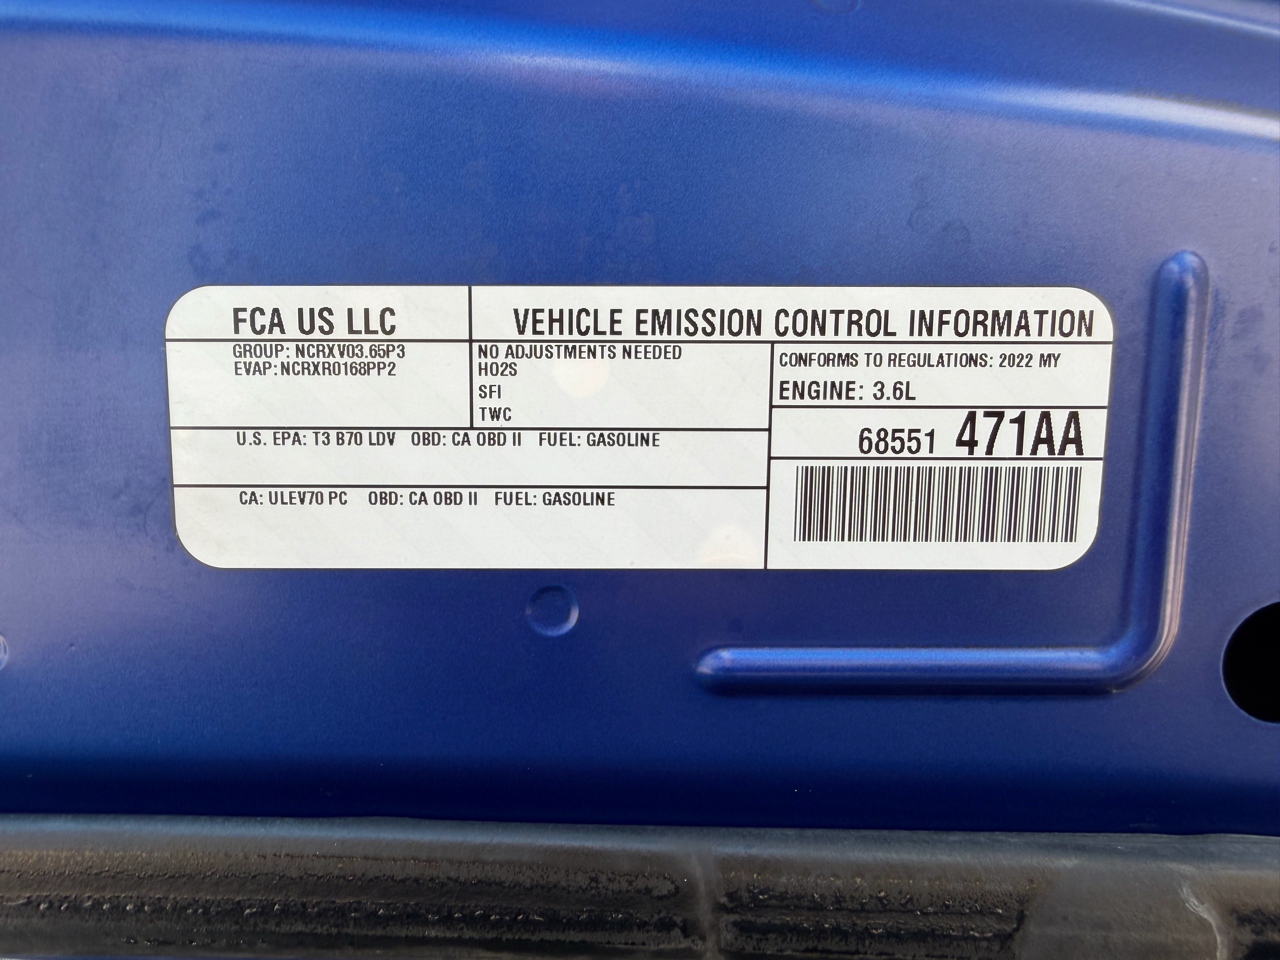 FCA US LLC
VEHICLE EMISSION CONTROL INFORMATION
GROUP: NCRXV03.65P3
EVAP: NCRXR0168PP2
NO ADJUSTMENTS NEEDED
HO2S
SFI
TWC
CONFORMS TO REGULATIONS: 2022 MY
ENGINE: 3.6L
68551 471AA
U.S. EPA: T3 B70 LDV OBD: CA OBD II FUEL: GASOLINE
CA: ULEV70 PC OBD: CA OBD II FUEL: GASOLINE